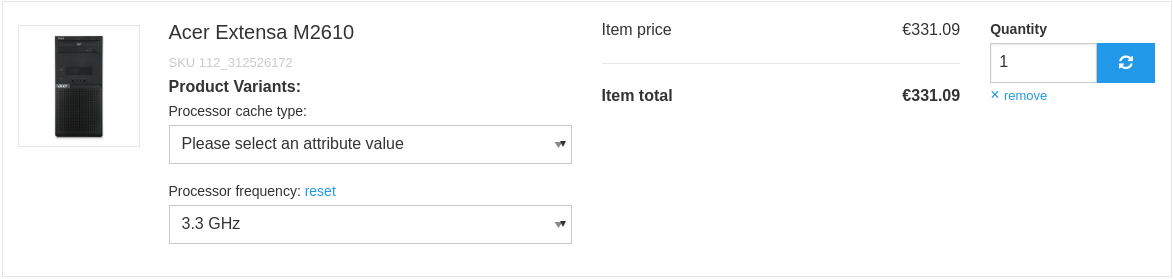 Acer Extensa M2610
SKU 112_312526172
Product Variants:
Processor cache type:
Please select an attribute value
Processor frequency: reset
3.3 GHz
Item price €331.09
Item total €331.09
Quantity
1
× remove